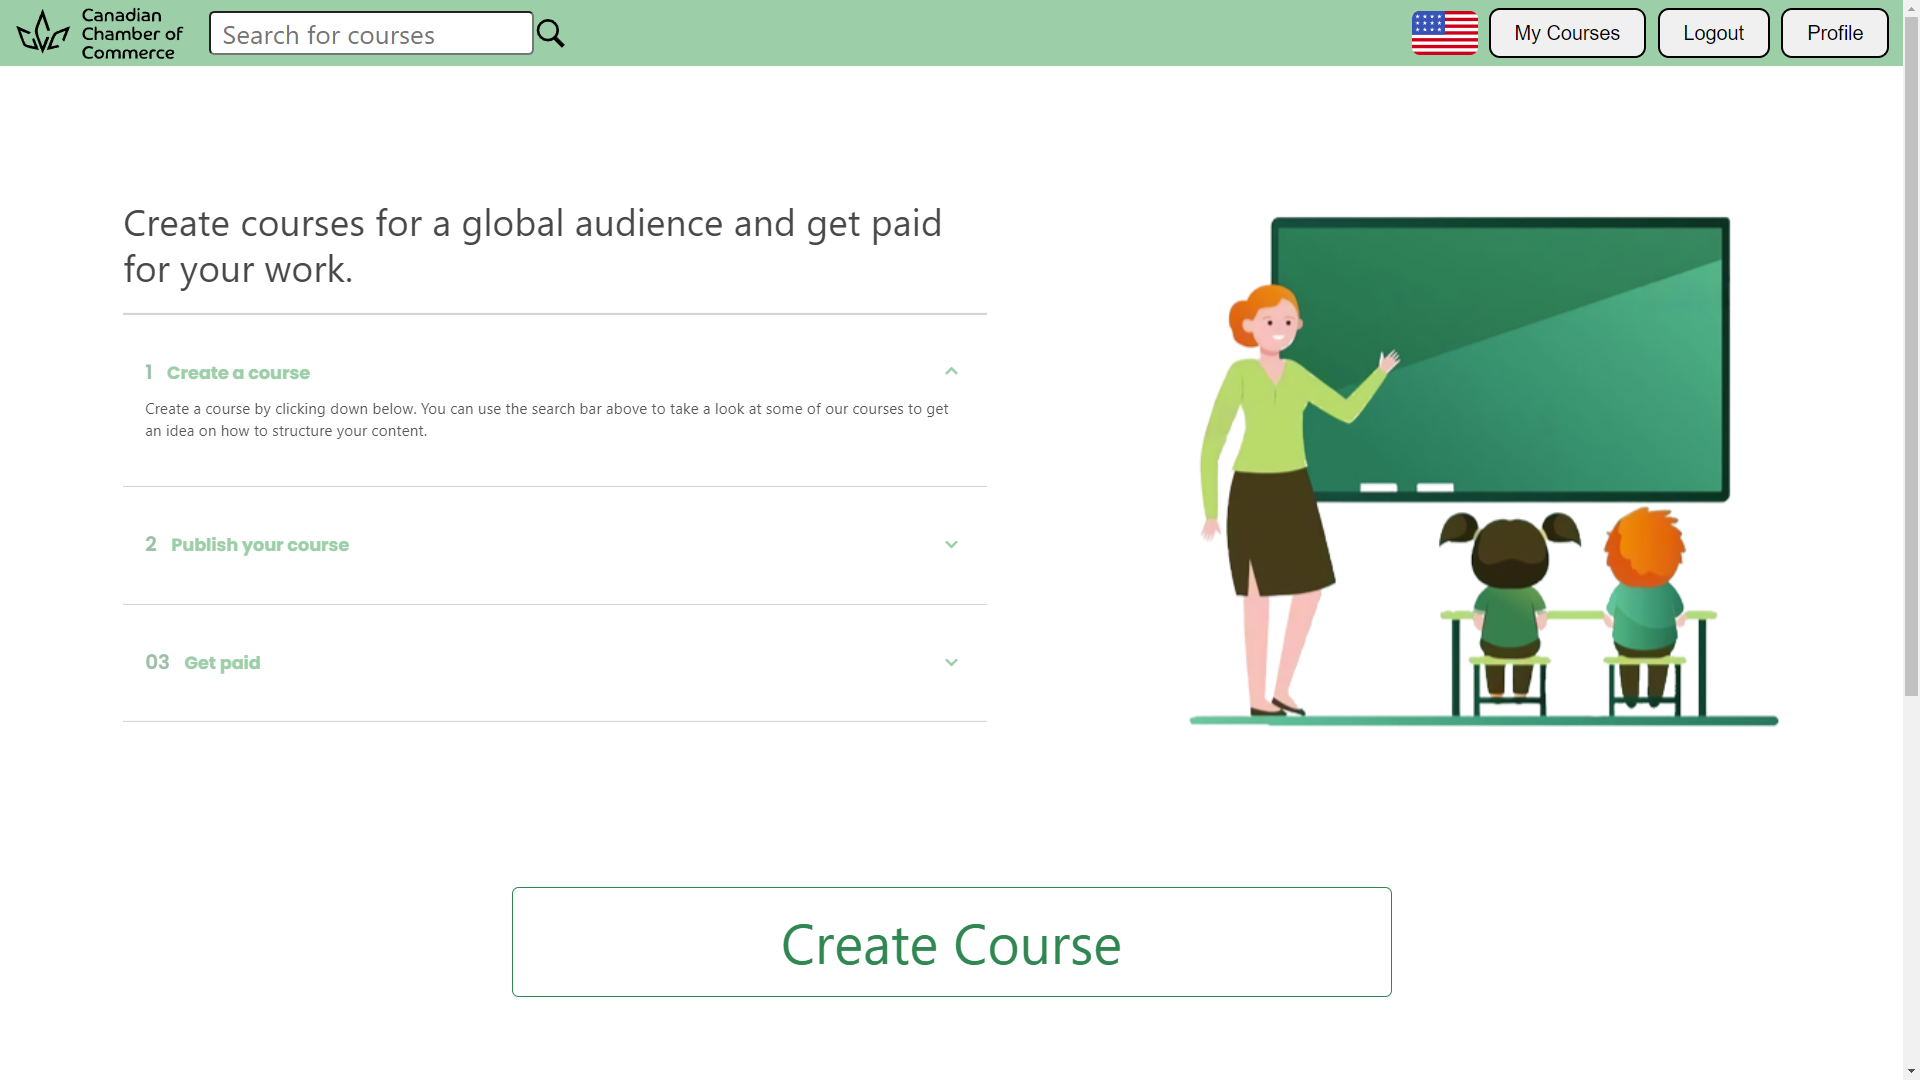 Canadian
Chamber of
Commerce
Search for courses
My Courses
Logout
Profile
Create courses for a global audience and get paid
for your work.
1 Create a course
Create a course by clicking down below. You can use the search bar above to take a look at some of our courses to get
an idea on how to structure your content.
2 Publish your course
03 Get paid
Create Course